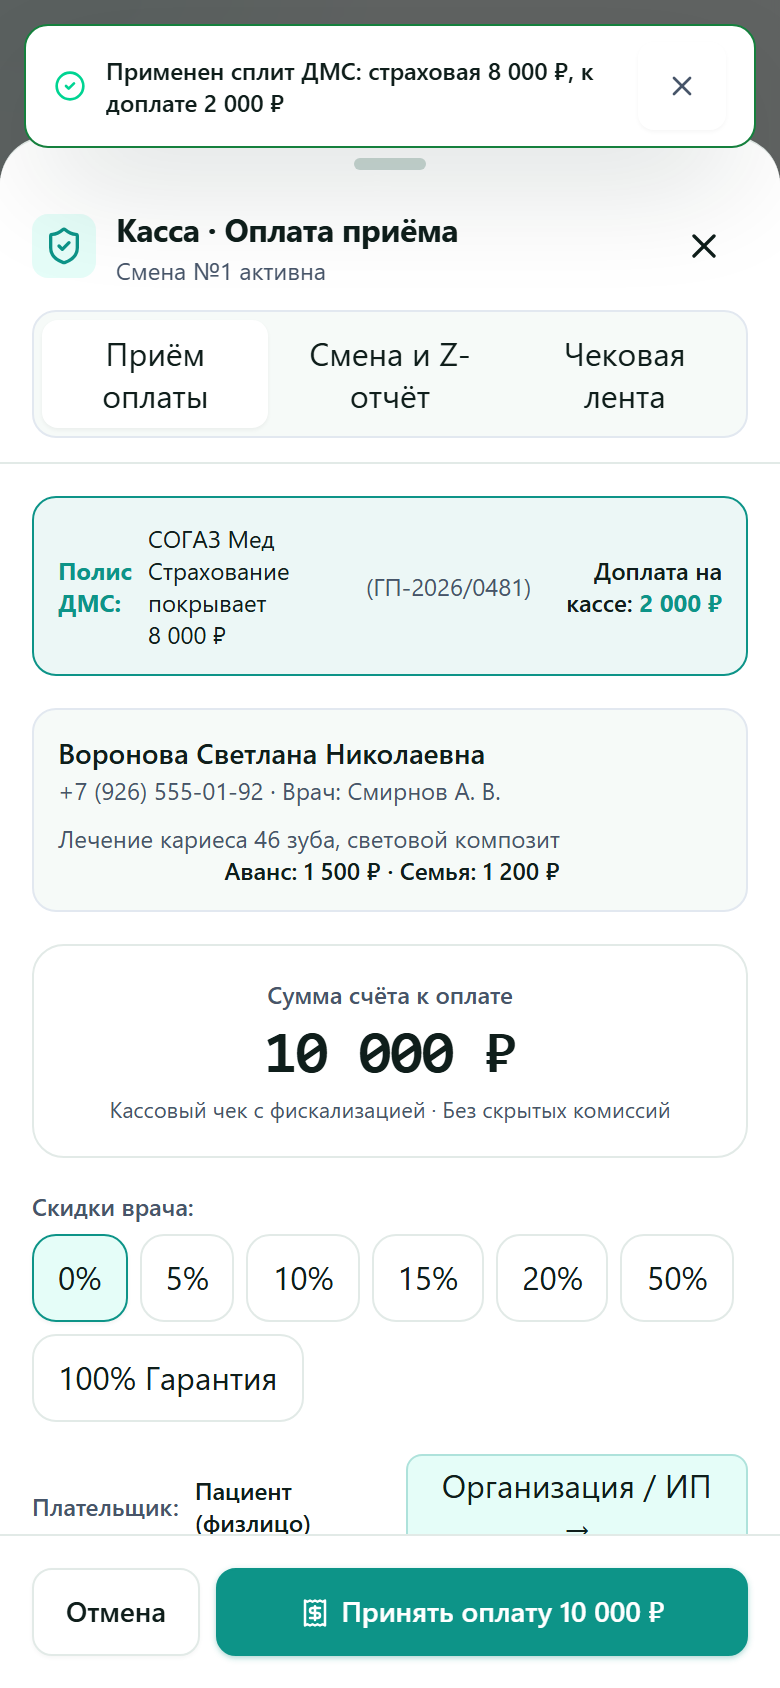 Применен сплит ДМС: страховая 8 000 ₽, к
доплате 2 000 ₽
Касса · Оплата приёма
Смена №1 активна
Приём
оплаты
Смена и Z-
отчёт
Чековая
лента
Полис
ДМС:
СОГАЗ Мед
Страхование
покрывает
8 000 ₽
(ГП-2026/0481)
Доплата на
кассе: 2 000 ₽
Воронова Светлана Николаевна
+7 (926) 555-01-92 · Врач: Смирнов А. В.
Лечение кариеса 46 зуба, световой композит
Аванс: 1 500 ₽ · Семья: 1 200 ₽
Сумма счёта к оплате
10 000 ₽
Кассовый чек с фискализацией · Без скрытых комиссий
Скидки врача:
0%
5%
10%
15%
20%
50%
100% Гарантия
Плательщик:
Пациент
(физлицо)
Организация / ИП
→
Отмена
Принять оплату 10 000 ₽